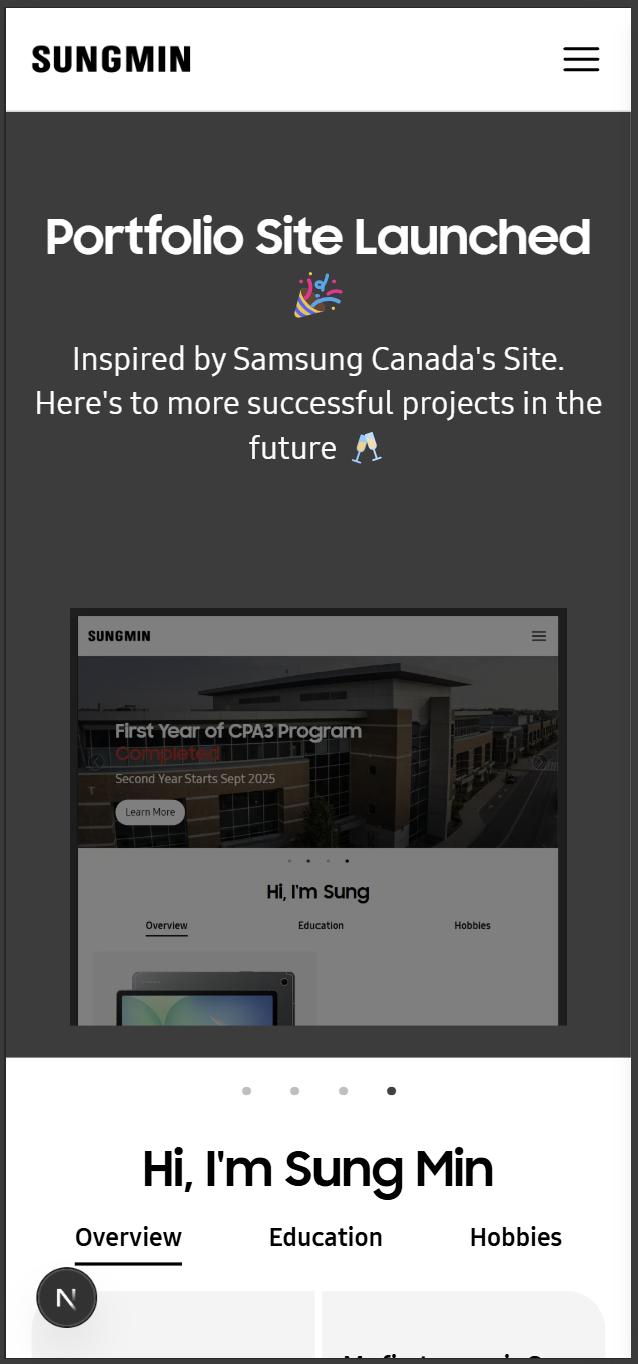 SUNGMIN
Portfolio Site Launched
🎉
Inspired by Samsung Canada's Site.
Here's to more successful projects in the
future 🥂
SUNGMIN
First Year of CPA3 Program
Completed
Second Year Starts Sept 2025
Learn More
Hi, I'm Sung
Overview Education Hobbies
Hi, I'm Sung Min
Overview Education Hobbies
N